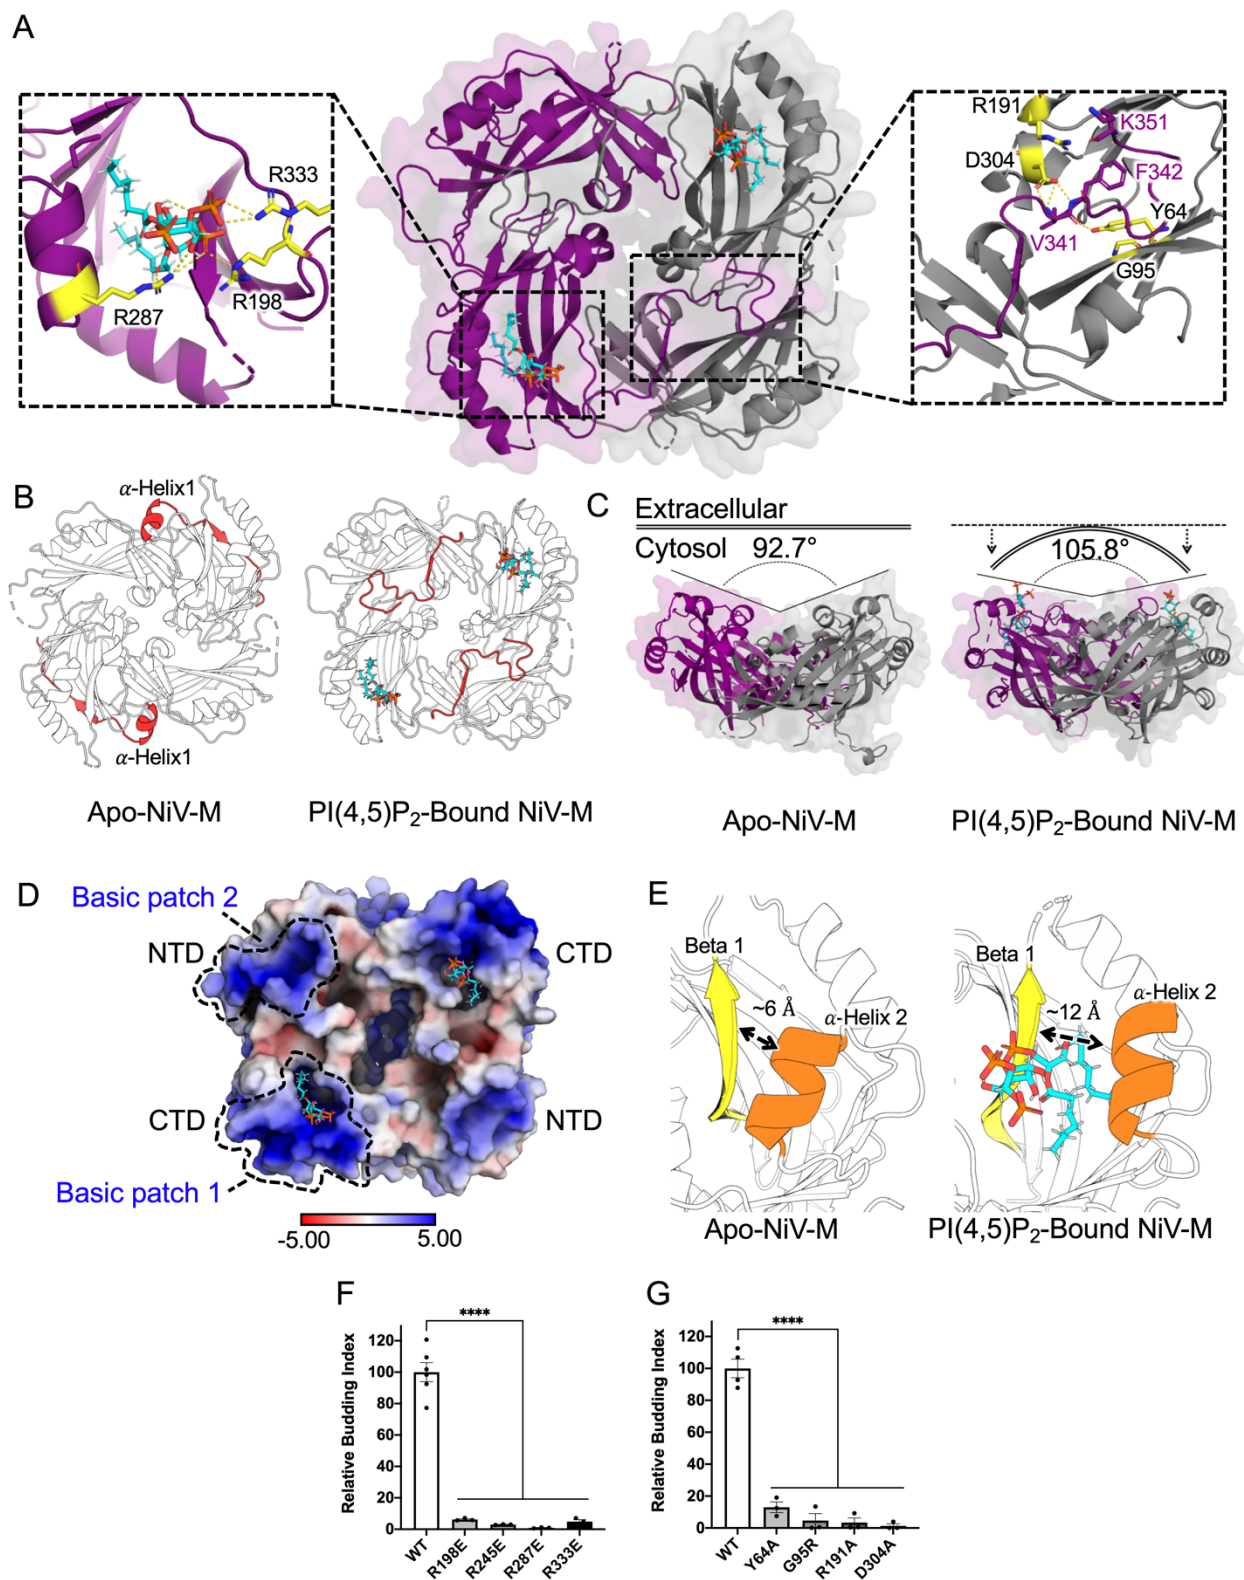 A
R333
R198
R287
R191
K351
D304
F342
Y64
V341
G95
B
α-Helix1
α-Helix1
Apo-NiV-M
PI(4,5)P2-Bound NiV-M
C
Extracellular
Cytosol
92.7°
105.8°
Apo-NiV-M
PI(4,5)P2-Bound NiV-M
D
Basic patch 2
NTD
CTD
CTD
NTD
Basic patch 1
-5.00
5.00
E
Beta 1
~6 Å
α-Helix 2
Apo-NiV-M
Beta 1
~12 Å
α-Helix 2
PI(4,5)P2-Bound NiV-M
F
****
Relative Budding Index
120
100
80
60
40
20
0
WT
R198E
R245E
R287E
R333E
G
****
Relative Budding Index
120
100
80
60
40
20
0
WT
Y64A
G95R
R191A
D304A